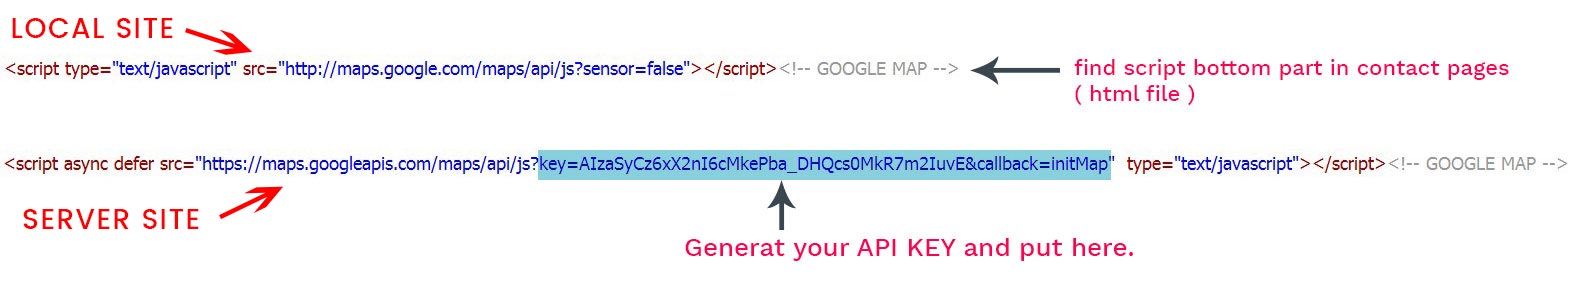 LOCAL SITE
<script type="text/javascript" src="http://maps.google.com/maps/api/js?sensor=false"></script><!-- GOOGLE MAP -->
find script bottom part in contact pages
( html file )
<script async defer src="https://maps.googleapis.com/maps/api/js?key=AIzaSyCz6xX2nI6cMkePba_DHQcs0MkR7m2IuvE&callback=initMap" type="text/javascript"></script><!-- GOOGLE MAP -->
SERVER SITE
Generat your API KEY and put here.